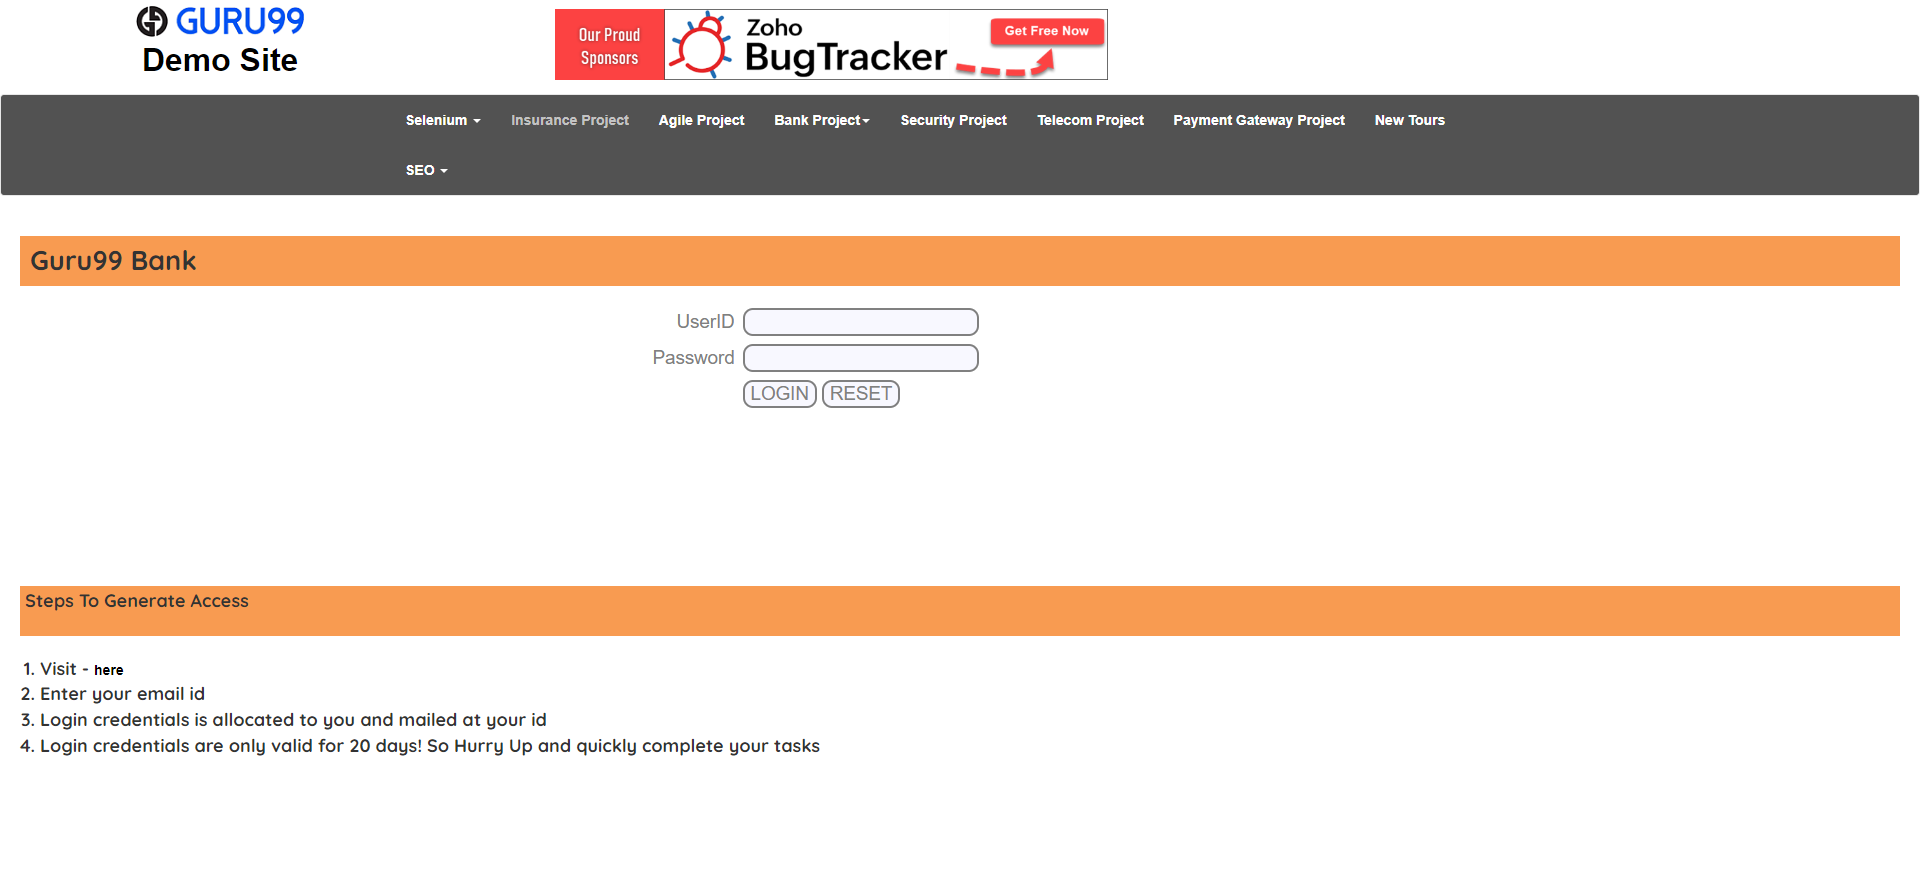 GURU99
Demo Site
Our Proud
Sponsors
Zoho
BugTracker
Get Free Now
Selenium
Insurance Project
Agile Project
Bank Project
Security Project
Telecom Project
Payment Gateway Project
New Tours
SEO
Guru99 Bank
UserID
Password
LOGIN RESET
Steps To Generate Access
1. Visit - here
2. Enter your email id
3. Login credentials is allocated to you and mailed at your id
4. Login credentials are only valid for 20 days! So Hurry Up and quickly complete your tasks